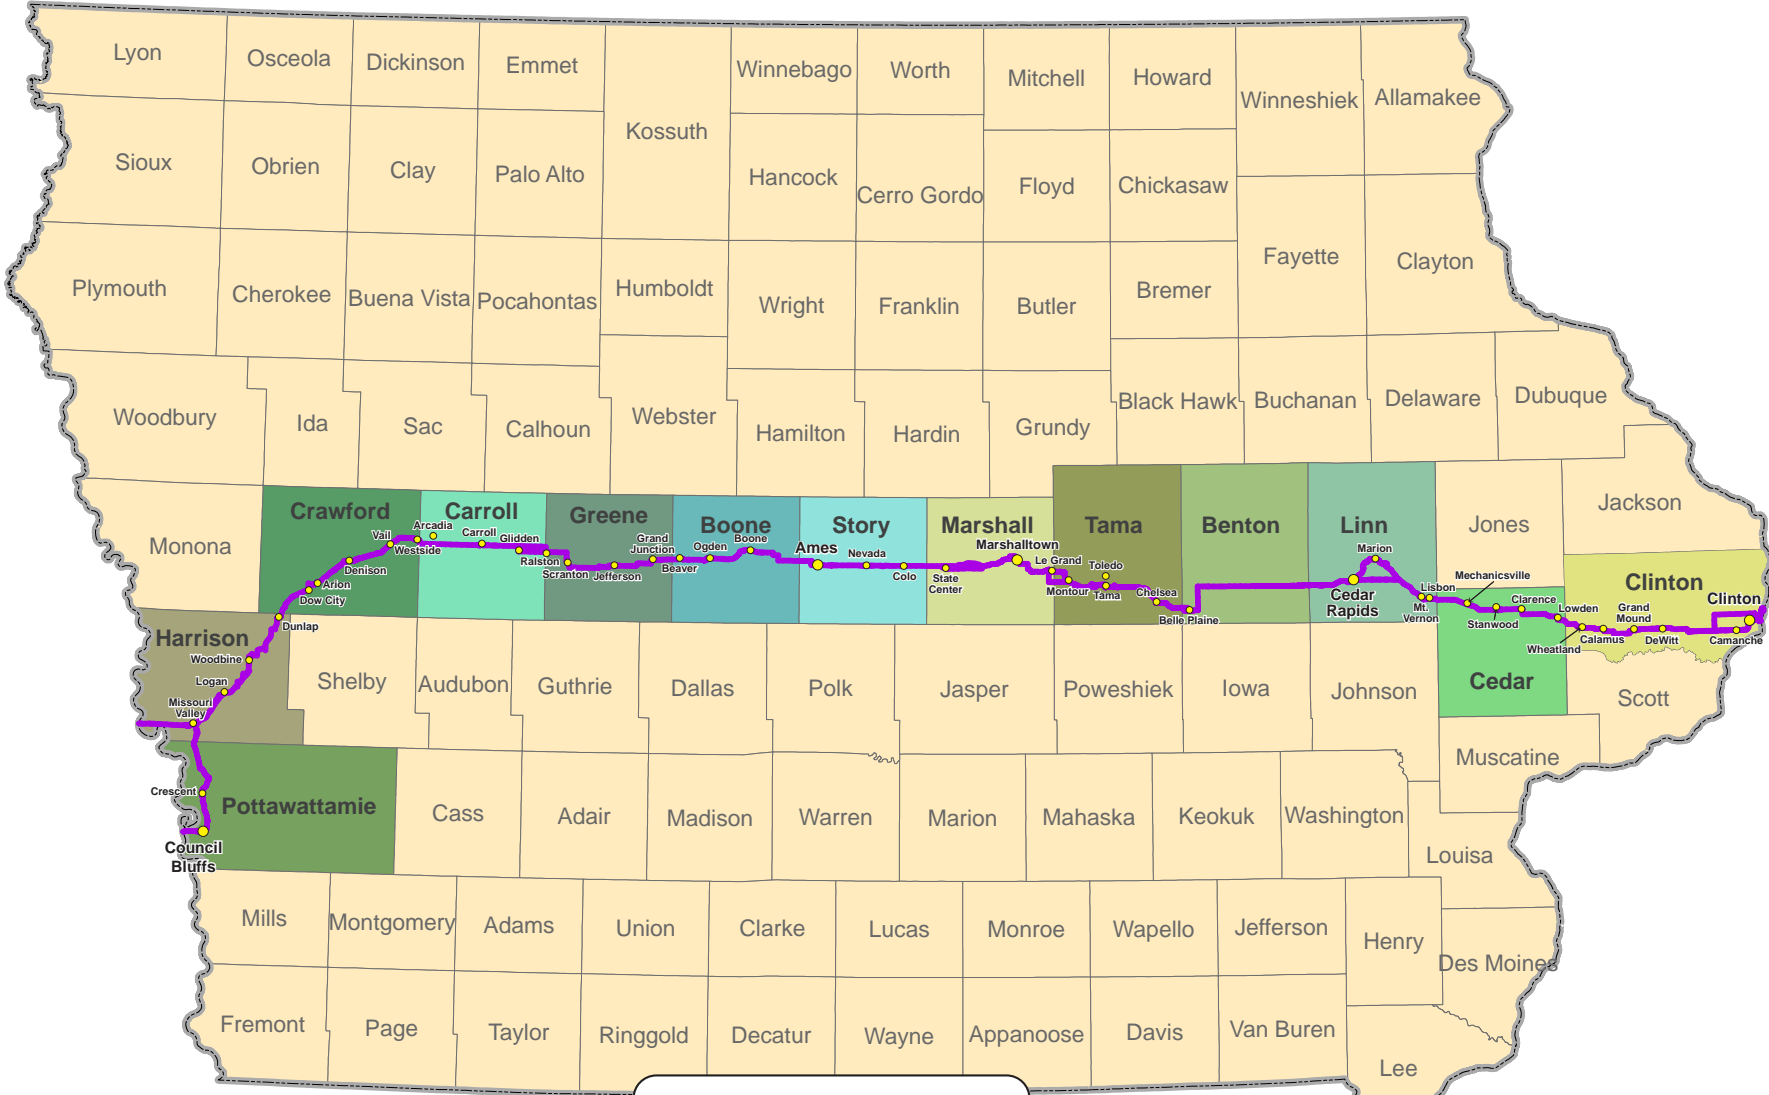 Lyon
Osceola
Dickinson
Emmet
Kossuth
Winnebago
Worth
Mitchell
Howard
Winneshiek
Allamakee
Sioux
Obrien
Clay
Palo Alto
Hancock
Cerro Gordo
Floyd
Chickasaw
Fayette
Clayton
Plymouth
Cherokee
Buena Vista
Pocahontas
Humboldt
Wright
Franklin
Butler
Bremer
Woodbury
Ida
Sac
Calhoun
Webster
Hamilton
Hardin
Grundy
Black Hawk
Buchanan
Delaware
Dubuque
Monona
Crawford
Carroll
Greene
Boone
Story
Marshall
Tama
Benton
Linn
Jones
Jackson
Clinton
Cedar
Scott
Vail
Arcadia
Westside
Carroll
Glidden
Ralston
Scranton
Jefferson
Grand
Junction
Beaver
Ogden
Boone
Ames
Nevada
Colo
State
Center
Marshalltown
Le Grand
Montour
Toledo
Tama
Chelsea
Belle Plaine
Marion
Cedar
Rapids
Lisbon
Mt.
Vernon
Mechanicsville
Stanwood
Clarence
Lowden
Wheatland
Calamus
Grand
Mound
DeWitt
Camanche
Clinton
Denison
Arion
Dow City
Dunlap
Harrison
Woodbine
Logan
Missouri
Valley
Crescent
Council
Bluffs
Pottawattamie
Shelby
Audubon
Guthrie
Dallas
Polk
Jasper
Poweshiek
Iowa
Johnson
Muscatine
Cass
Adair
Madison
Warren
Marion
Mahaska
Keokuk
Washington
Louisa
Mills
Montgomery
Adams
Union
Clarke
Lucas
Monroe
Wapello
Jefferson
Henry
Des Moines
Fremont
Page
Taylor
Ringgold
Decatur
Wayne
Appanoose
Davis
Van Buren
Lee